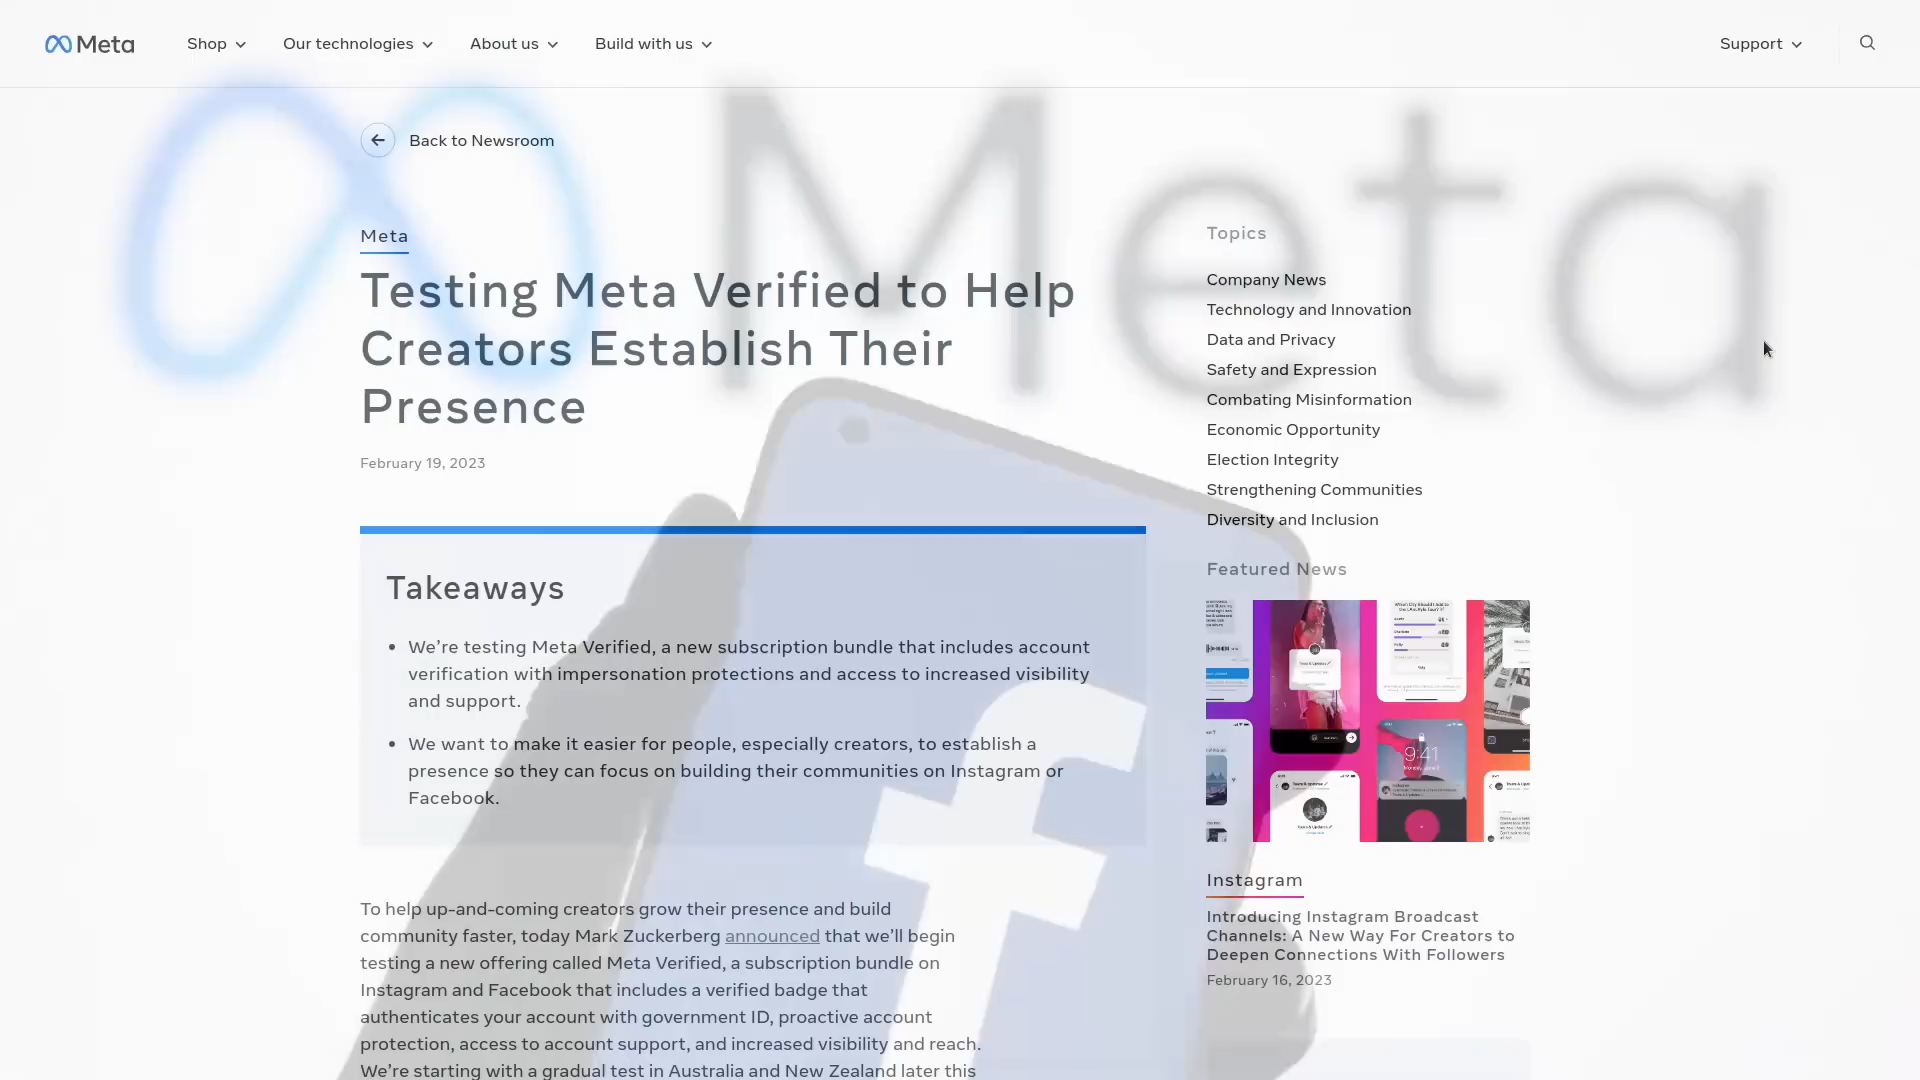 Meta
Shop
Our technologies
About us
Build with us
Support
Meta
Back to Newsroom
Meta
Testing Meta Verified to Help
Creators Establish Their
Presence
February 19, 2023
Takeaways
• We’re testing Meta Verified, a new subscription bundle that includes account
verification with impersonation protections and access to increased visibility
and support.
• We want to make it easier for people, especially creators, to establish a
presence so they can focus on building their communities on Instagram or
Facebook.
To help up-and-coming creators grow their presence and build
community faster, today Mark Zuckerberg announced that we’ll begin
testing a new offering called Meta Verified, a subscription bundle on
Instagram and Facebook that includes a verified badge that
authenticates your account with government ID, proactive account
protection, access to account support, and increased visibility and reach.
We’re starting with a gradual test in Australia and New Zealand later this
Topics
Company News
Technology and Innovation
Data and Privacy
Safety and Expression
Combating Misinformation
Economic Opportunity
Election Integrity
Strengthening Communities
Diversity and Inclusion
Featured News
9:41
Instagram
Introducing Instagram Broadcast
Channels: A New Way For Creators to
Deepen Connections With Followers
February 16, 2023
f